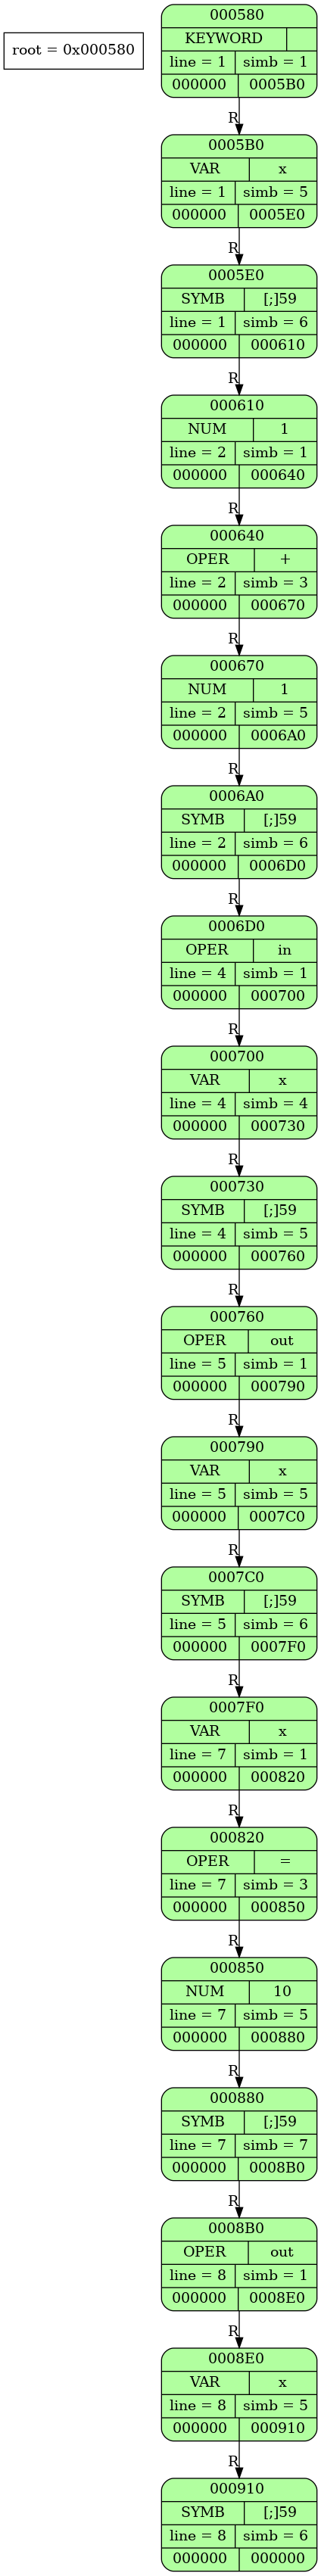 000580
root = 0x000580
KEYWORD
line = 1 simb = 1
000000 0005B0
R
0005B0
VAR x
line = 1 simb = 5
000000 0005E0
R
0005E0
SYMB [;]59
line = 1 simb = 6
000000 000610
R
000610
NUM 1
line = 2 simb = 1
000000 000640
R
000640
OPER +
line = 2 simb = 3
000000 000670
R
000670
NUM 1
line = 2 simb = 5
000000 0006A0
R
0006A0
SYMB [;]59
line = 2 simb = 6
000000 0006D0
R
0006D0
OPER in
line = 4 simb = 1
000000 000700
R
000700
VAR x
line = 4 simb = 4
000000 000730
R
000730
SYMB [;]59
line = 4 simb = 5
000000 000760
R
000760
OPER out
line = 5 simb = 1
000000 000790
R
000790
VAR x
line = 5 simb = 5
000000 0007C0
R
0007C0
SYMB [;]59
line = 5 simb = 6
000000 0007F0
R
0007F0
VAR x
line = 7 simb = 1
000000 000820
R
000820
OPER =
line = 7 simb = 3
000000 000850
R
000850
NUM 10
line = 7 simb = 5
000000 000880
R
000880
SYMB [;]59
line = 7 simb = 7
000000 0008B0
R
0008B0
OPER out
line = 8 simb = 1
000000 0008E0
R
0008E0
VAR x
line = 8 simb = 5
000000 000910
R
000910
SYMB [;]59
line = 8 simb = 6
000000 000000